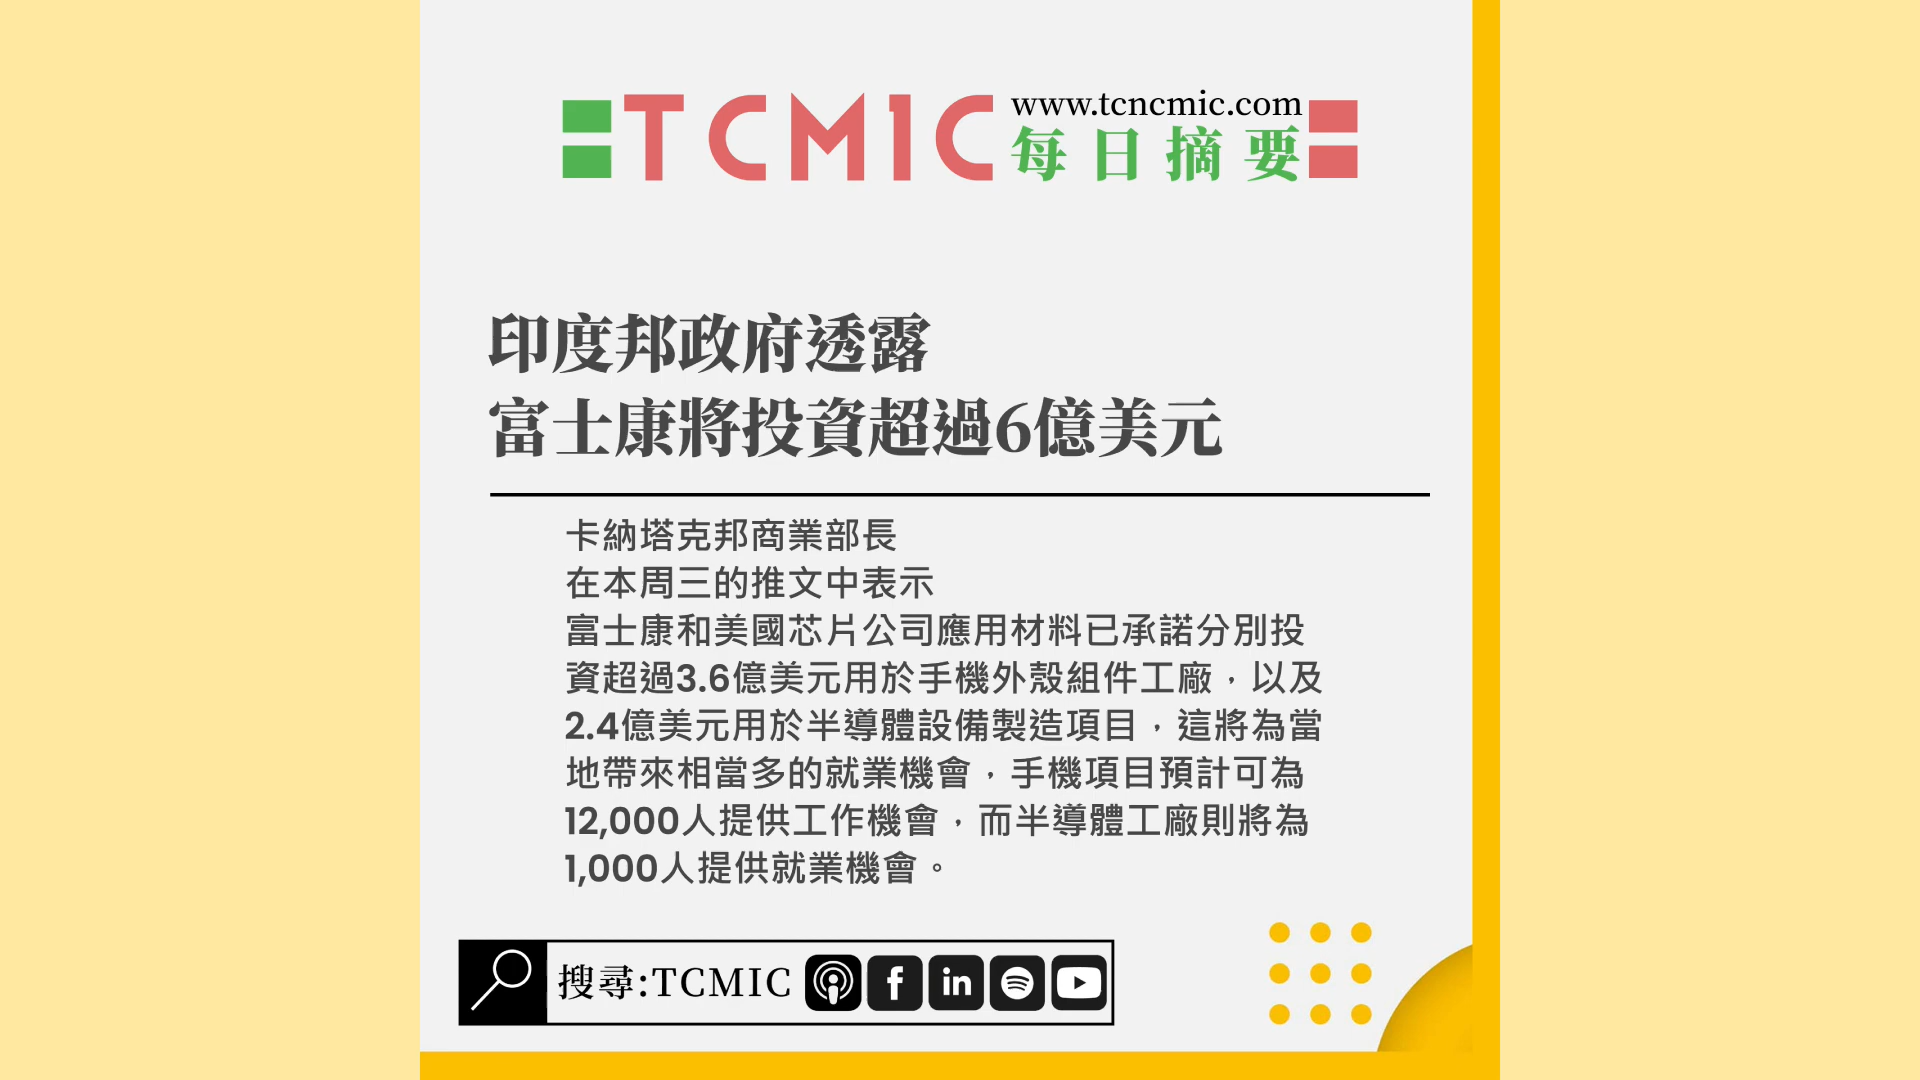 TCMIC
www.tcncmic.com
每日摘要
印度邦政府透露
富士康將投資超過6億美元
卡納塔克邦商業部長
在本周三的推文中表示
富士康和美國芯片公司應用材料已承諾分別投
資超過3.6億美元用於手機外殼組件工廠，以及
2.4億美元用於半導體設備製造項目，這將為當
地帶來相當多的就業機會，手機項目預計可為
12,000人提供工作機會，而半導體工廠則將為
1,000人提供就業機會。
搜尋:TCMIC